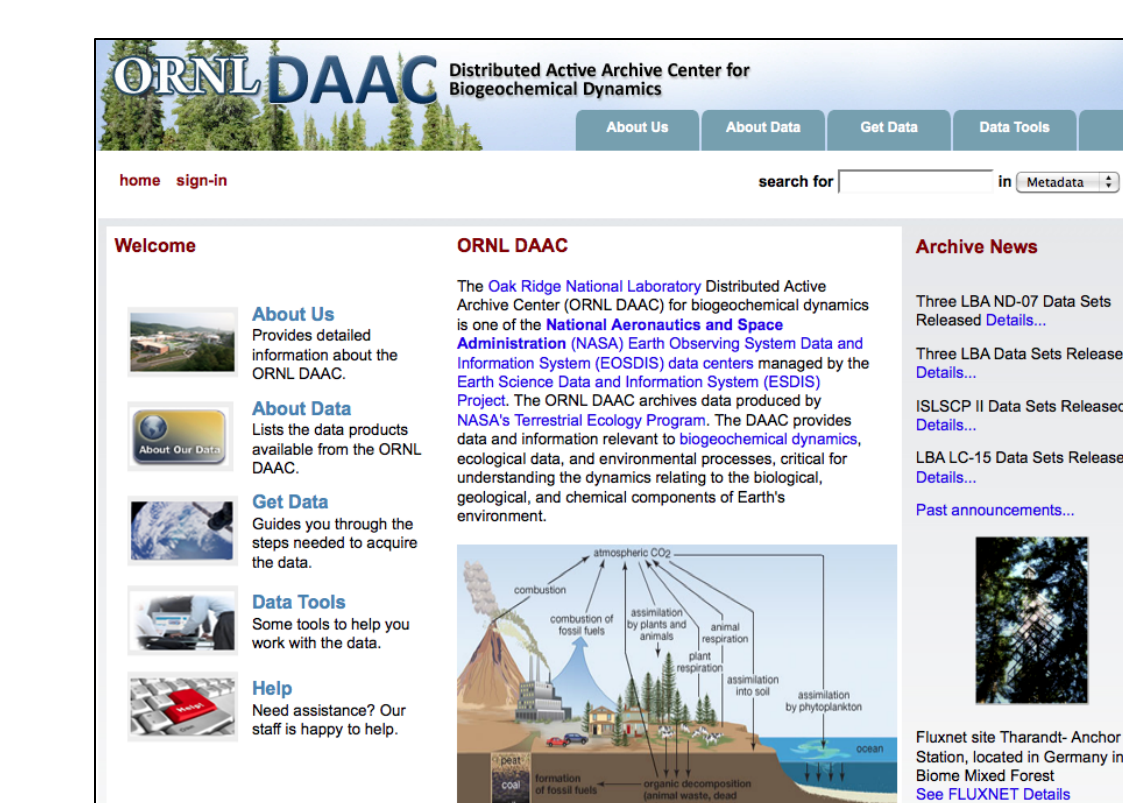 ORNL DAAC Distributed Active Archive Center for
Biogeochemical Dynamics
About Us About Data Get Data Data Tools
home sign-in search for in Metadata
Welcome
About Us
Provides detailed
information about the
ORNL DAAC.
About Our Data
About Data
Lists the data products
available from the ORNL
DAAC.
Get Data
Guides you through the
steps needed to acquire
the data.
Data Tools
Some tools to help you
work with the data.
Help!
Help
Need assistance? Our
staff is happy to help.
ORNL DAAC
The Oak Ridge National Laboratory Distributed Active
Archive Center (ORNL DAAC) for biogeochemical dynamics
is one of the National Aeronautics and Space
Administration (NASA) Earth Observing System Data and
Information System (EOSDIS) data centers managed by the
Earth Science Data and Information System (ESDIS)
Project. The ORNL DAAC archives data produced by
NASA's Terrestrial Ecology Program. The DAAC provides
data and information relevant to biogeochemical dynamics,
ecological data, and environmental processes, critical for
understanding the dynamics relating to the biological,
geological, and chemical components of Earth's
environment.
atmospheric CO2
combustion
combustion of
fossil fuels
assimilation
by plants and
animals
animal
respiration
plant
respiration
assimilation
into soil
assimilation
by phytoplankton
ocean
peat
coal
formation
of fossil fuels
organic decomposition
(animal waste, dead
Archive News
Three LBA ND-07 Data Sets
Released Details...
Three LBA Data Sets Release
Details...
ISLSCP II Data Sets Released
Details...
LBA LC-15 Data Sets Release
Details...
Past announcements...
Fluxnet site Tharandt- Anchor
Station, located in Germany in
Biome Mixed Forest
See FLUXNET Details